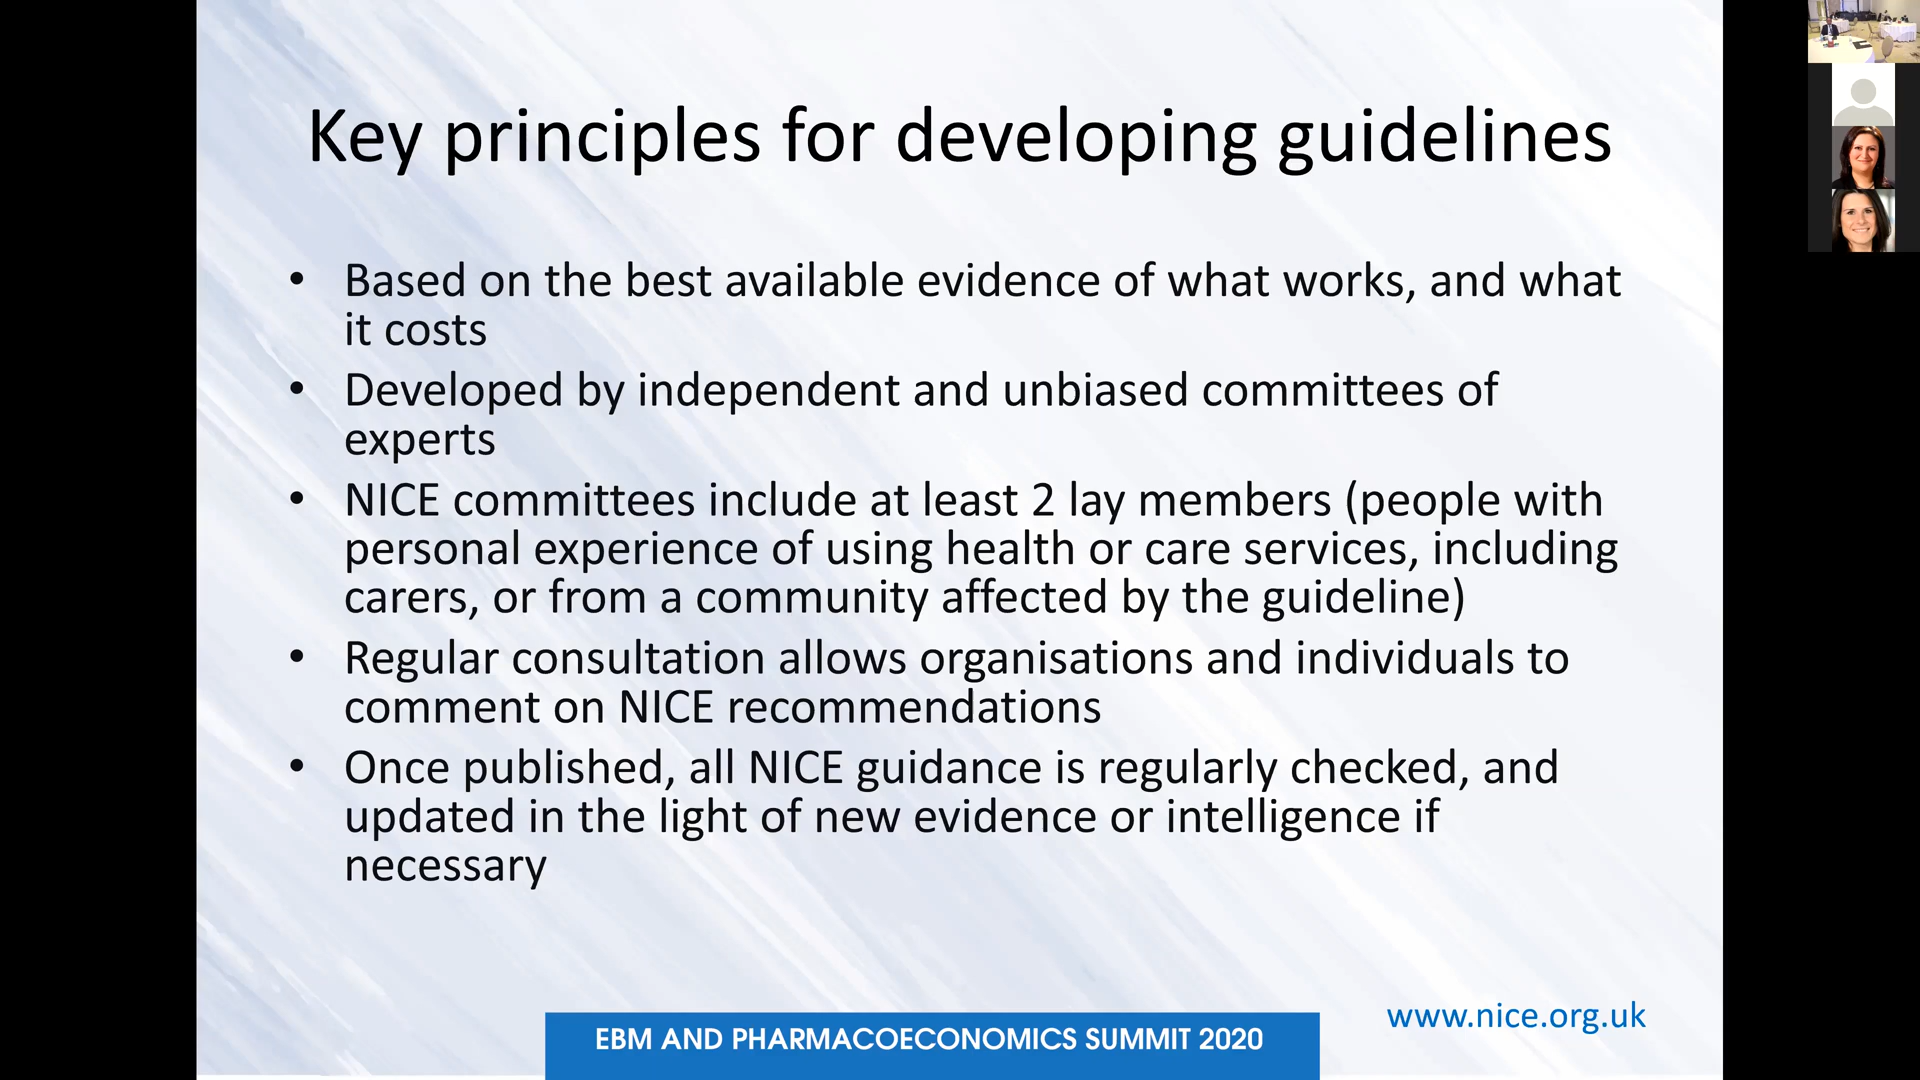 Key principles for developing guidelines
• Based on the best available evidence of what works, and what
it costs
• Developed by independent and unbiased committees of
experts
• NICE committees include at least 2 lay members (people with
personal experience of using health or care services, including
carers, or from a community affected by the guideline)
• Regular consultation allows organisations and individuals to
comment on NICE recommendations
• Once published, all NICE guidance is regularly checked, and
updated in the light of new evidence or intelligence if
necessary
www.nice.org.uk
EBM AND PHARMACOECONOMICS SUMMIT 2020